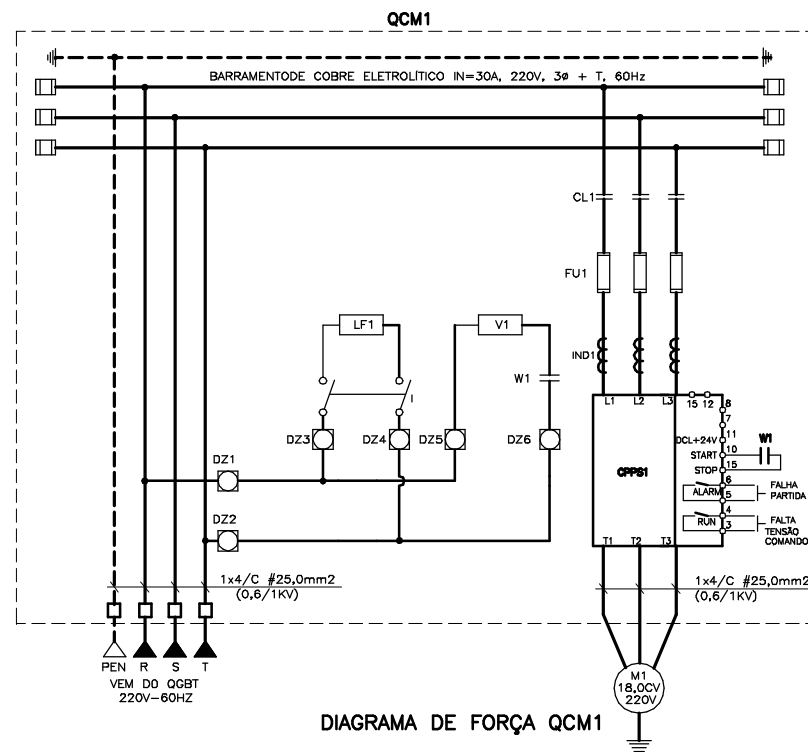 QCM1
BARRAMENTODE COBRE ELETROLÍTICO IN=30A, 220V, 3ø + T, 60Hz
CL1
FU1
LF1
V1
IND1
W1
I
L1 L2 L3
15 12 8
7
DZ3 DZ4 DZ5 DZ6
DCL+24V 11
W1
START 10
DZ1
CPPS1
STOP 15
6 FALHA
ALARM
5 PARTIDA
DZ2
4 FALTA
RUN
3 TENSÃO
COMANDO
T1 T2 T3
1x4/C #25,0mm2
(0,6/1KV)
1x4/C #25,0mm2
(0,6/1KV)
PEN R S T
VEM DO QGBT
220V-60HZ
M1
18,0CV
220V
DIAGRAMA DE FORÇA QCM1